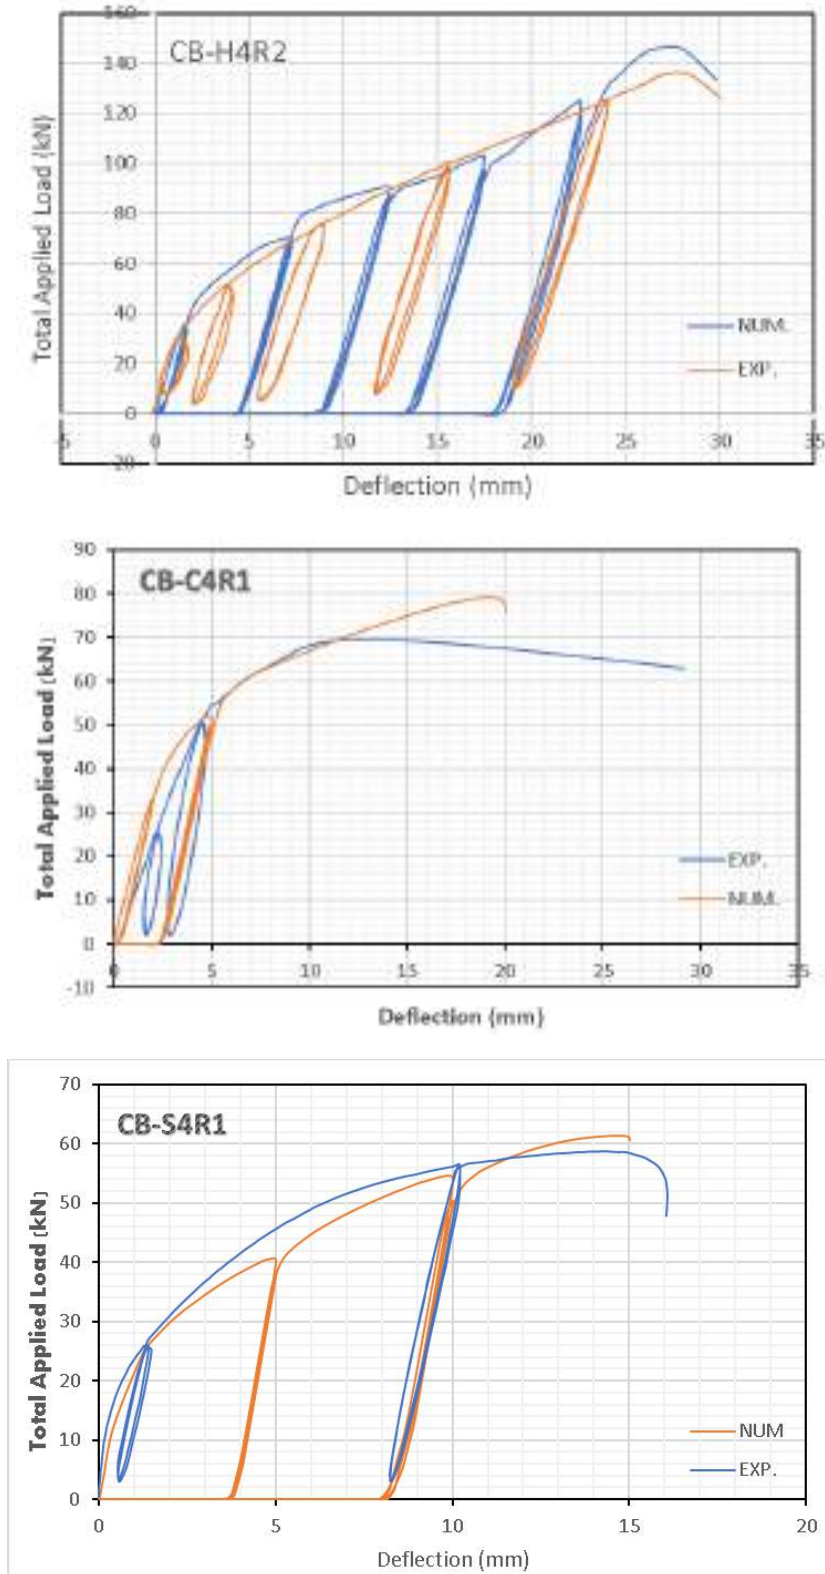 160
CB-H4R2
140
120
100
80
60
40
20
0
-20
Total Applied Load (kN)
NUM.
EXP.
-5 0 5 10 15 20 25 30 35
Deflection (mm)
90
CB-C4R1
80
70
60
50
40
30
20
10
0
-10
Total Applied Load (kN)
EXP.
NUM.
0 5 10 15 20 25 30 35
Deflection (mm)
70
CB-S4R1
60
50
40
30
20
10
0
Total Applied Load (kN)
NUM
EXP.
0 5 10 15 20
Deflection (mm)